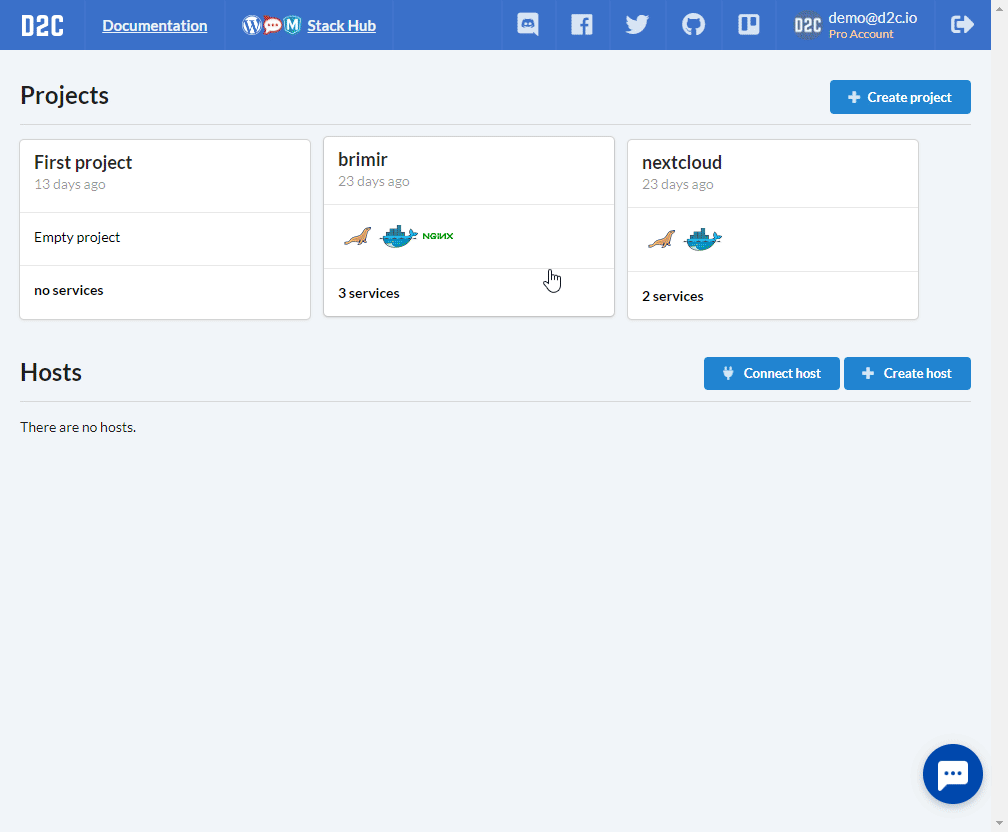 D2C
Documentation
Stack Hub
D2C
demo@d2c.io
Pro Account
Projects
Create project
First project
13 days ago
Empty project
no services
brimir
23 days ago
NGINX
3 services
nextcloud
23 days ago
2 services
Hosts
Connect host
Create host
There are no hosts.